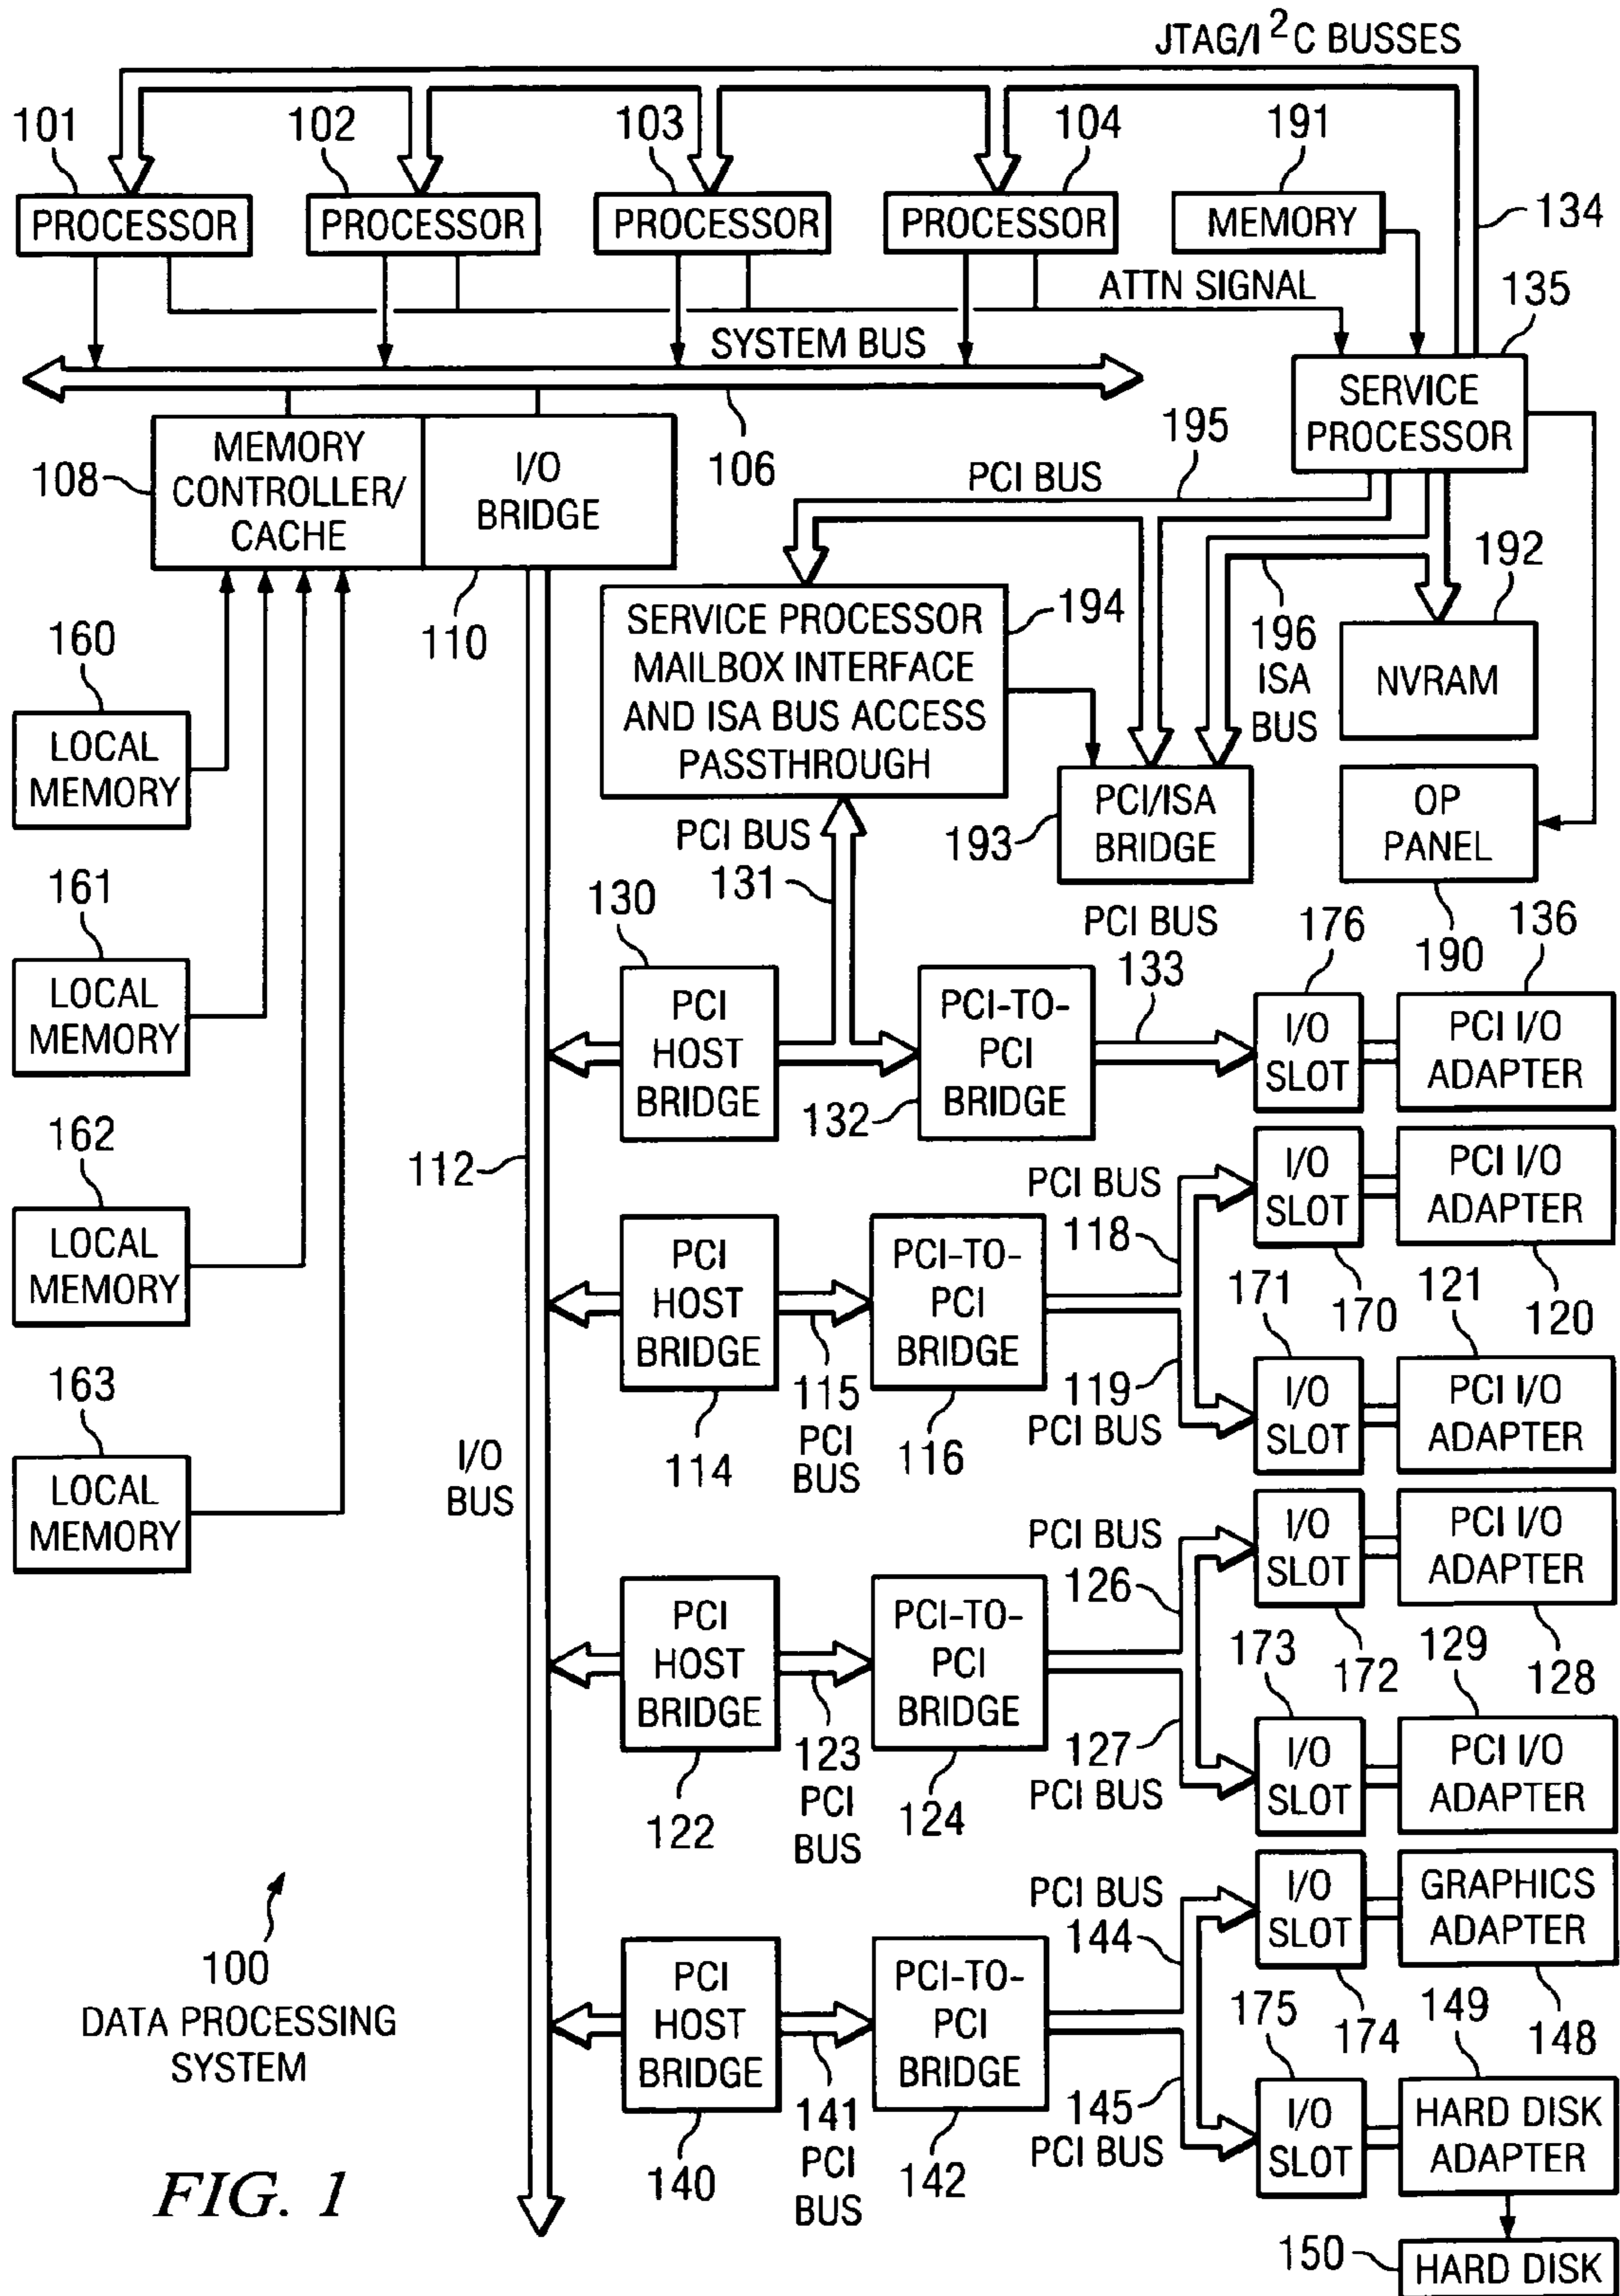 JTAG/I²C BUSSES
101
102
103
104
191
PROCESSOR
PROCESSOR
PROCESSOR
PROCESSOR
MEMORY
134
ATTN SIGNAL
135
SYSTEM BUS
SERVICE
PROCESSOR
108
MEMORY
CONTROLLER/
CACHE
I/O
BRIDGE
106
110
195
PCI BUS
192
194
SERVICE PROCESSOR
MAILBOX INTERFACE
AND ISA BUS ACCESS
PASSTHROUGH
196
ISA
BUS
NVRAM
160
LOCAL
MEMORY
PCI BUS
131
193
PCI/ISA
BRIDGE
OP
PANEL
190
161
LOCAL
MEMORY
130
PCI
HOST
BRIDGE
132
PCI-TO-
PCI
BRIDGE
PCI BUS
133
176
I/O
SLOT
136
PCI I/O
ADAPTER
162
LOCAL
MEMORY
112
PCI
HOST
BRIDGE
114
115
PCI
BUS
PCI-TO-
PCI
BRIDGE
116
PCI BUS
118
119
PCI BUS
I/O
SLOT
170
PCI I/O
ADAPTER
120
171
I/O
SLOT
121
PCI I/O
ADAPTER
163
LOCAL
MEMORY
I/O
BUS
PCI
HOST
BRIDGE
122
123
PCI
BUS
PCI-TO-
PCI
BRIDGE
124
PCI BUS
126
127
PCI BUS
I/O
SLOT
172
PCI I/O
ADAPTER
128
173
I/O
SLOT
129
PCI I/O
ADAPTER
100
DATA PROCESSING
SYSTEM
PCI
HOST
BRIDGE
140
141
PCI
BUS
PCI-TO-
PCI
BRIDGE
142
PCI BUS
144
145
PCI BUS
I/O
SLOT
174
GRAPHICS
ADAPTER
148
175
I/O
SLOT
149
HARD DISK
ADAPTER
150
HARD DISK
FIG. 1